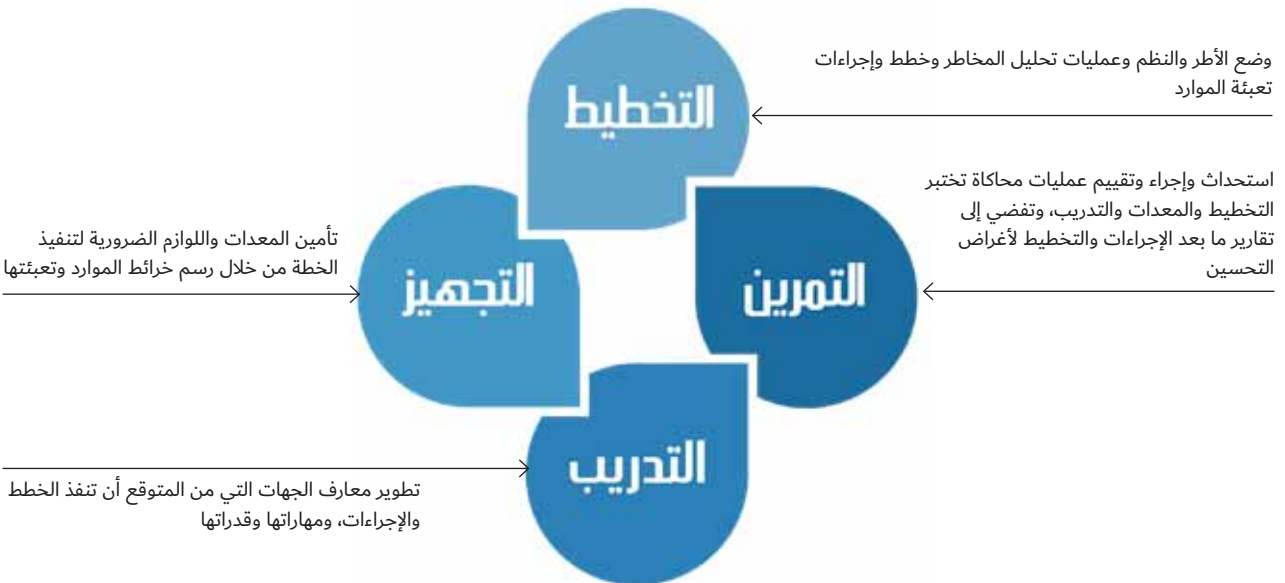 التخطيط
وضع الأطر والنظم وعمليات تحليل المخاطر وخطط وإجراءات
تعبئة الموارد
التمرين
استحداث وإجراء وتقييم عمليات محاكاة تختبر
التخطيط والمعدات والتدريب، وتفضي إلى
تقارير ما بعد الإجراءات والتخطيط لأغراض
التحسين
التجهيز
تأمين المعدات واللوازم الضرورية لتنفيذ
الخطة من خلال رسم خرائط الموارد وتعبئتها
التدريب
تطوير معارف الجهات التي من المتوقع أن تنفذ الخطط
والإجراءات، ومهاراتها وقدراتها